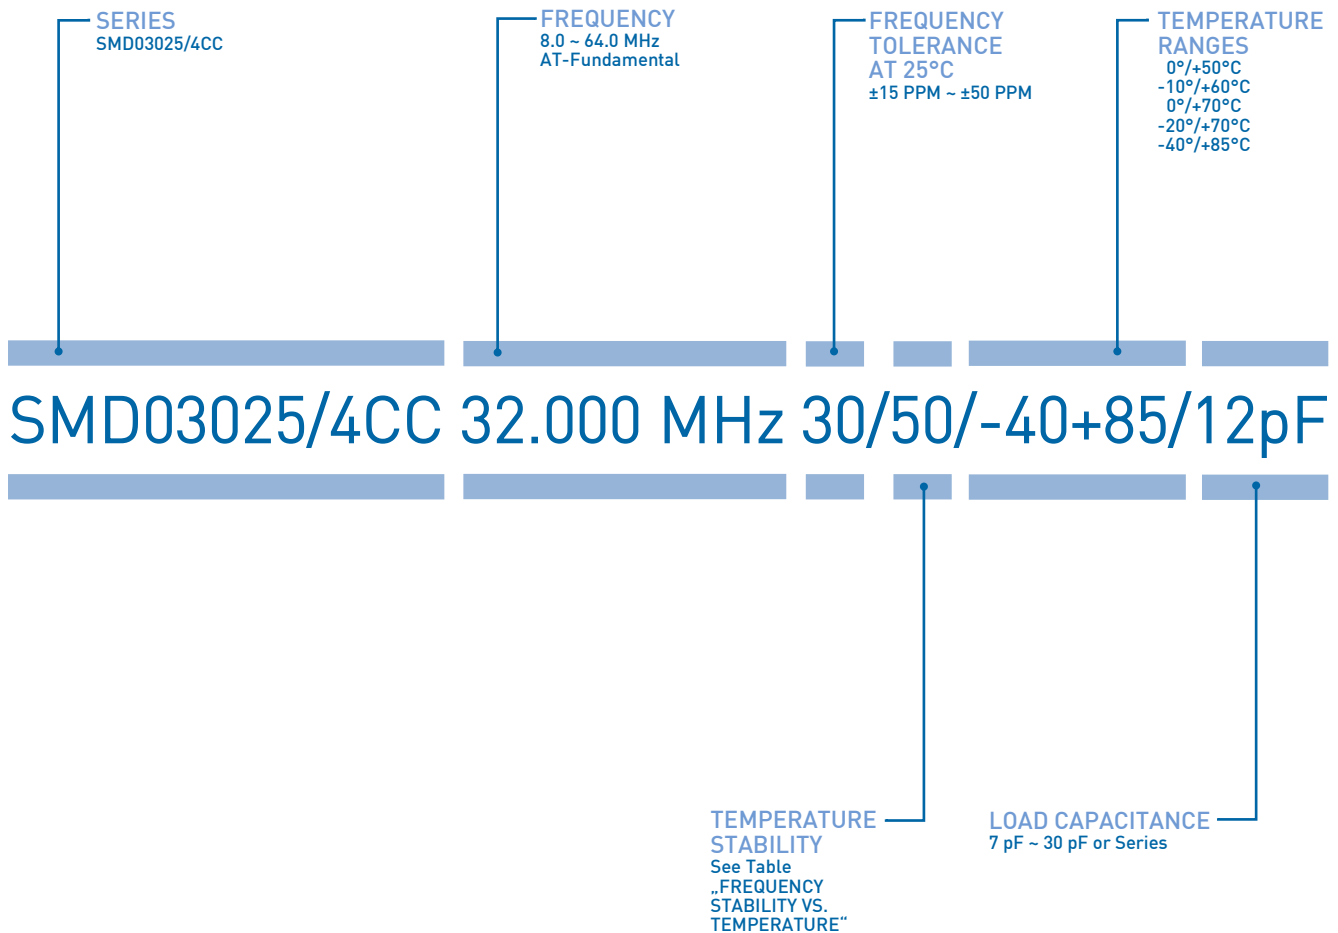 SERIES
SMD03025/4CC
FREQUENCY
8.0 ~ 64.0 MHz
AT-Fundamental
FREQUENCY
TOLERANCE
AT 25°C
±15 PPM ~ ±50 PPM
TEMPERATURE
RANGES
0°/+50°C
-10°/+60°C
0°/+70°C
-20°/+70°C
-40°/+85°C
SMD03025/4CC 32.000 MHz 30/50/-40+85/12pF
TEMPERATURE
STABILITY
See Table
„FREQUENCY
STABILITY VS.
TEMPERATURE“
LOAD CAPACITANCE
7 pF ~ 30 pF or Series